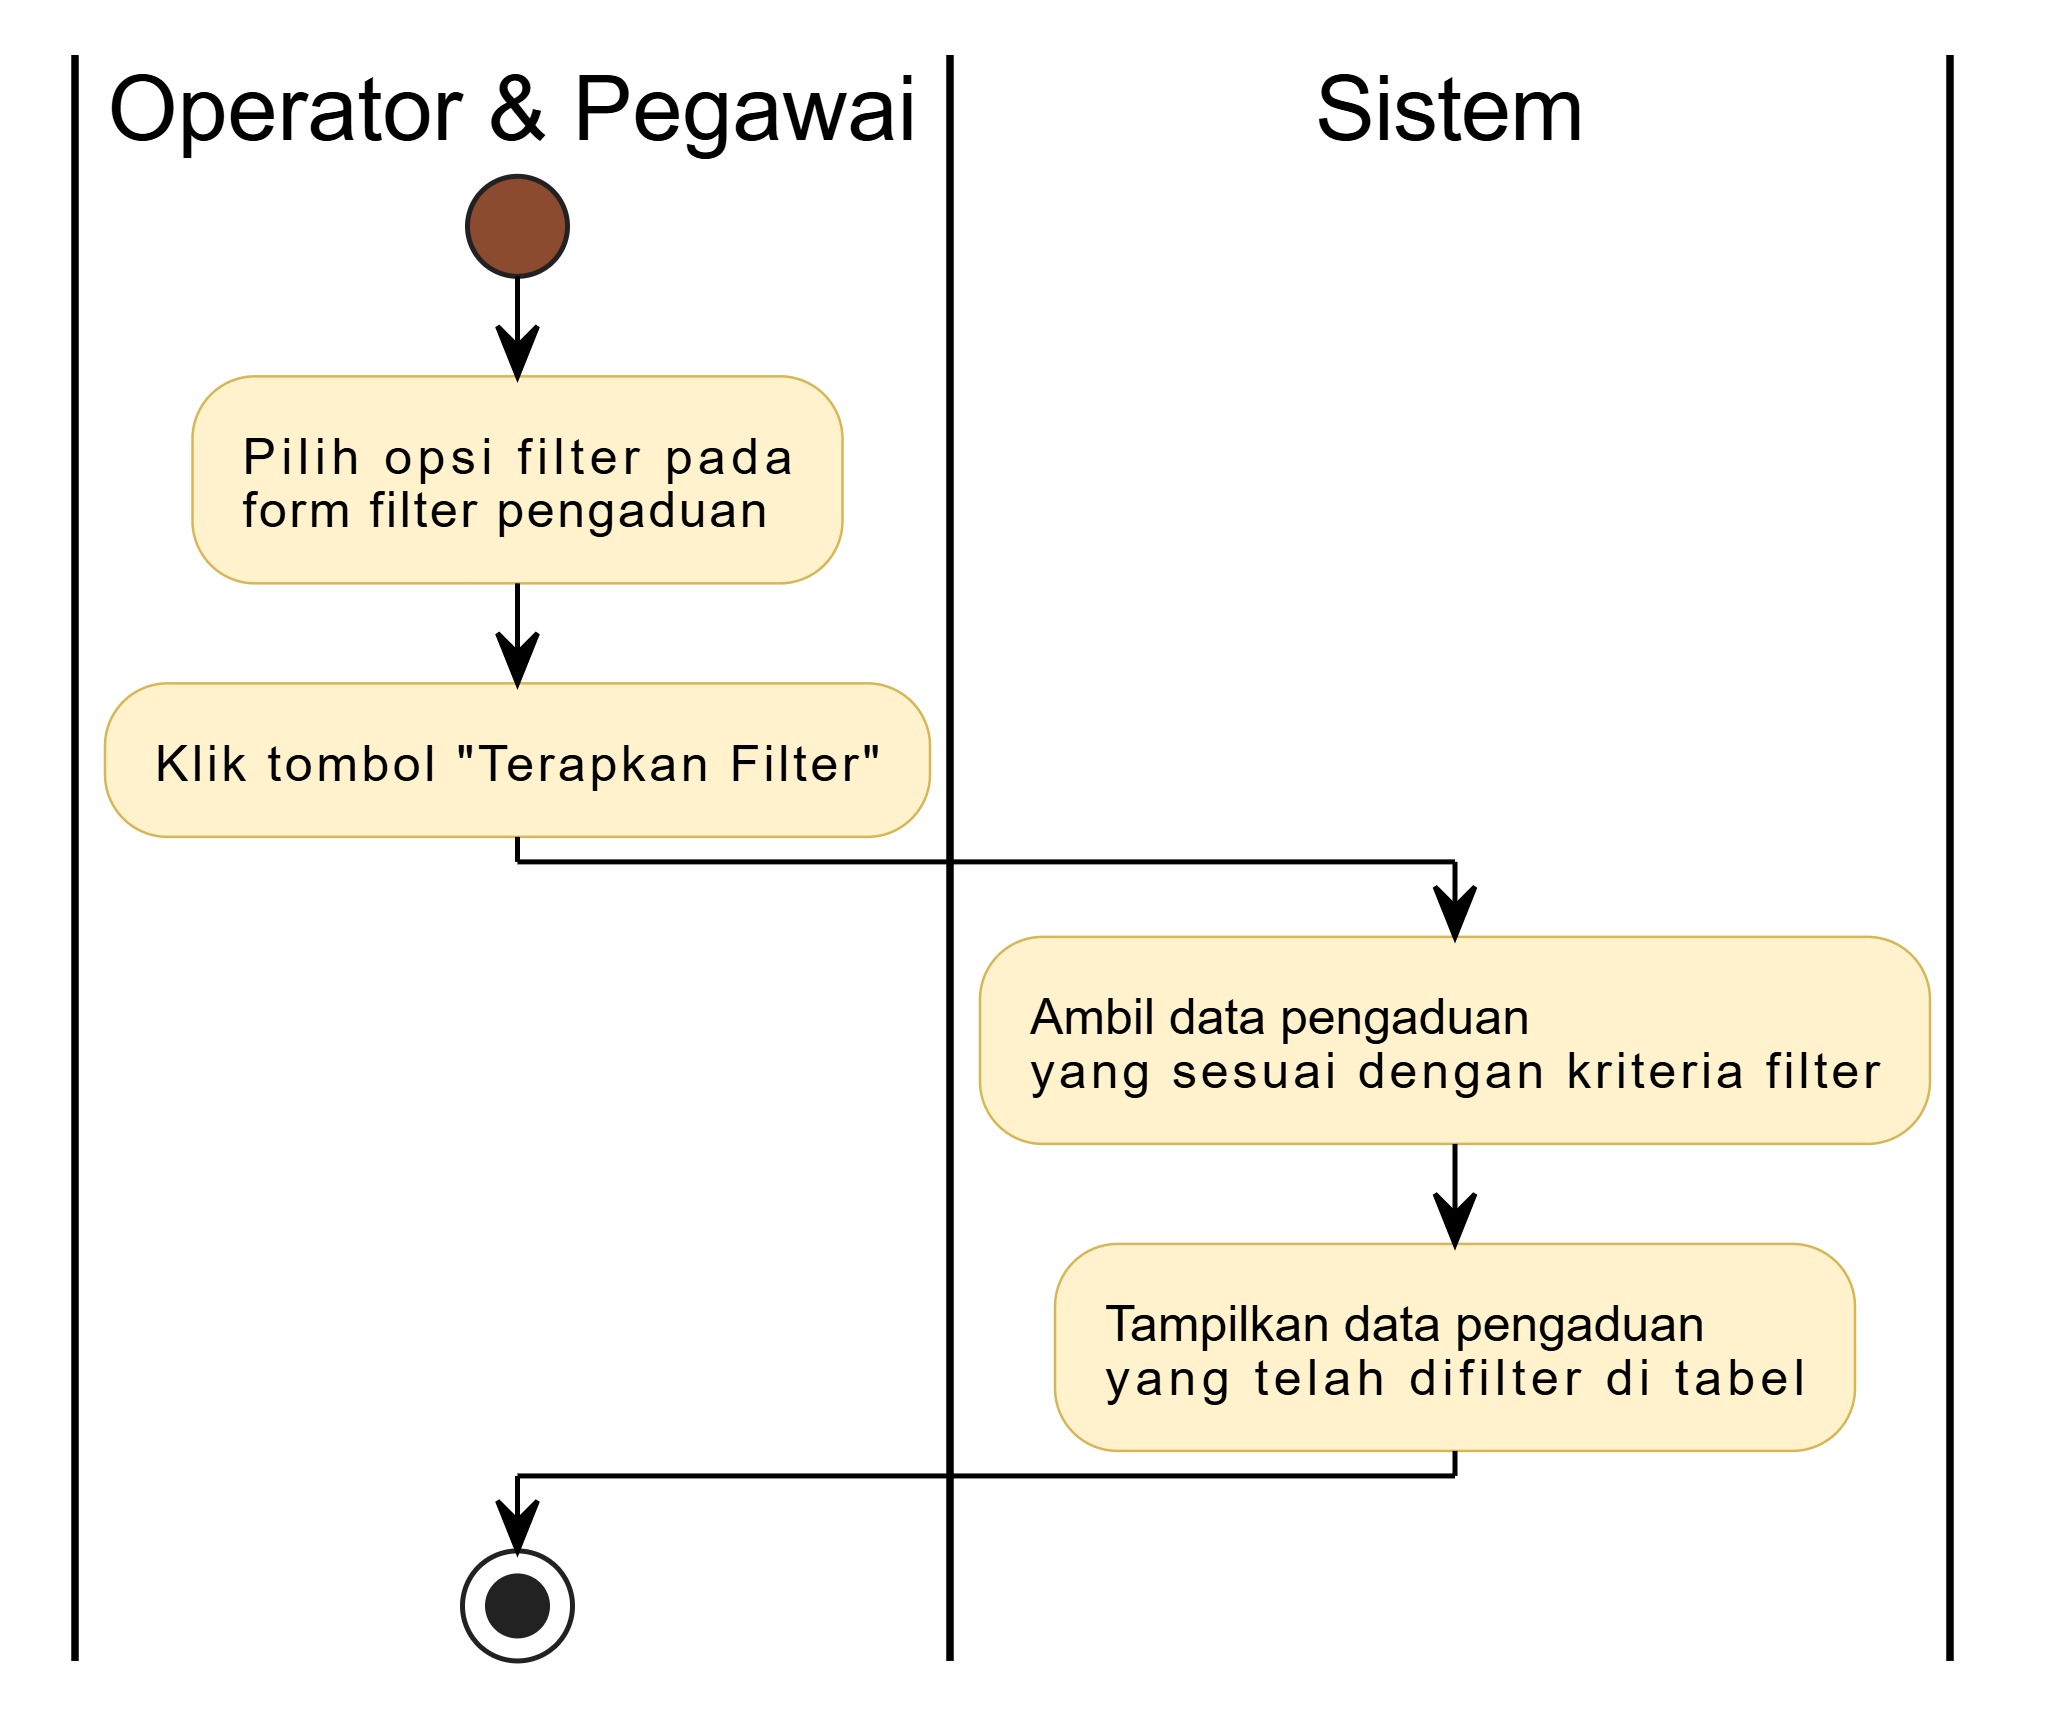 Operator & Pegawai
Sistem
Pilih opsi filter pada
form filter pengaduan
Klik tombol "Terapkan Filter"
Ambil data pengaduan
yang sesuai dengan kriteria filter
Tampilkan data pengaduan
yang telah difilter di tabel